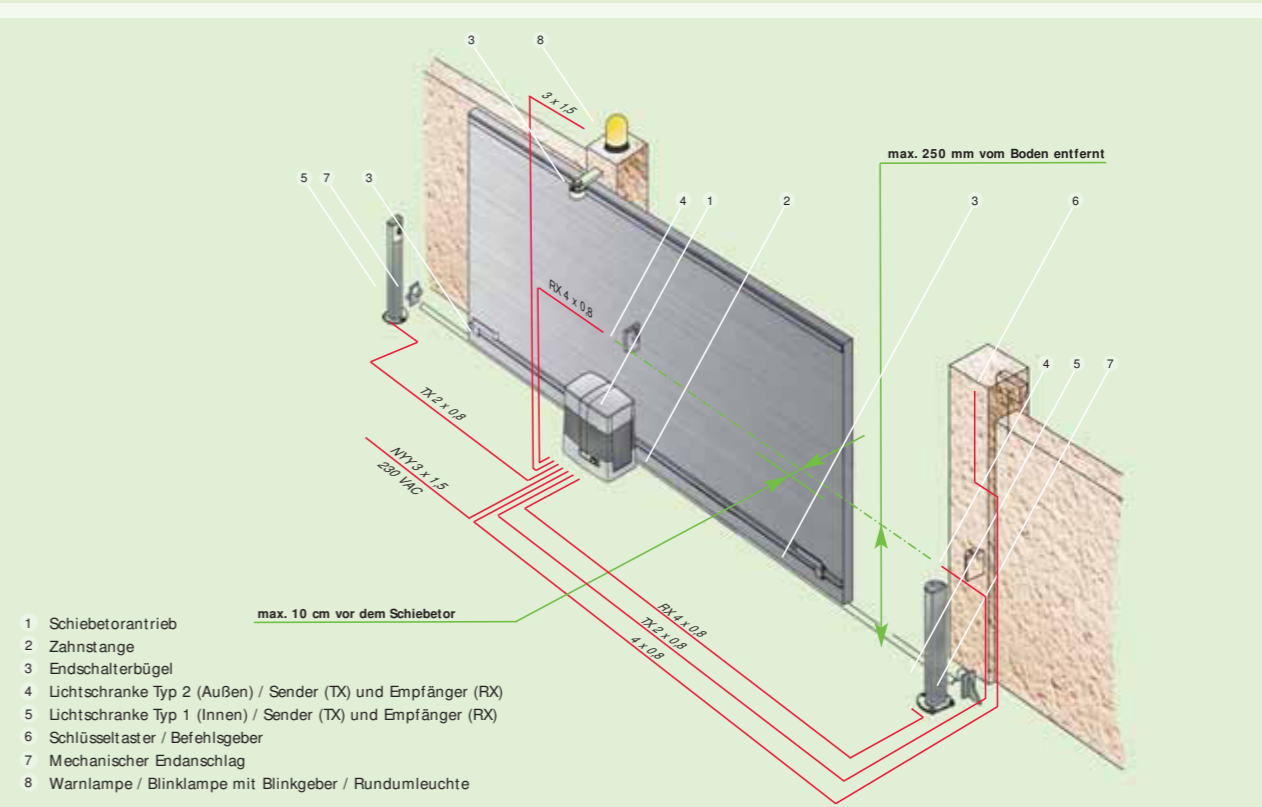 3
8
3 x 1,5
max. 250 mm vom Boden entfernt
3
5 7 3
4 1 2 3 6
RX 4 x 0,8
4 5 7
TX 2 x 0,8
NYY 3 x 1,5
230 VAC
max. 10 cm vor dem Schiebetor
RX 4 x 0,8
TX 2 x 0,8
4 x 0,8
1 Schiebetorantrieb
2 Zahnstange
3 Endschalterbügel
4 Lichtschranke Typ 2 (Außen) / Sender (TX) und Empfänger (RX)
5 Lichtschranke Typ 1 (Innen) / Sender (TX) und Empfänger (RX)
6 Schlüsseltaster / Befehlsgeber
7 Mechanischer Endanschlag
8 Warnlampe / Blinklampe mit Blinkgeber / Rundumleuchte